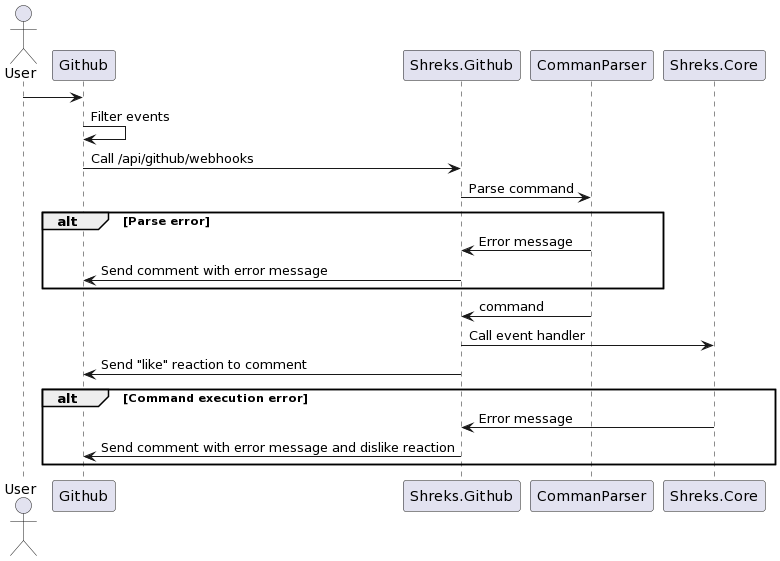 User
Github
Shreks.Github
CommanParser
Shreks.Core
Filter events
Call /api/github/webhooks
Parse command
alt
[Parse error]
Error message
Send comment with error message
command
Call event handler
Send "like" reaction to comment
alt
[Command execution error]
Error message
Send comment with error message and dislike reaction
User
Github
Shreks.Github
CommanParser
Shreks.Core